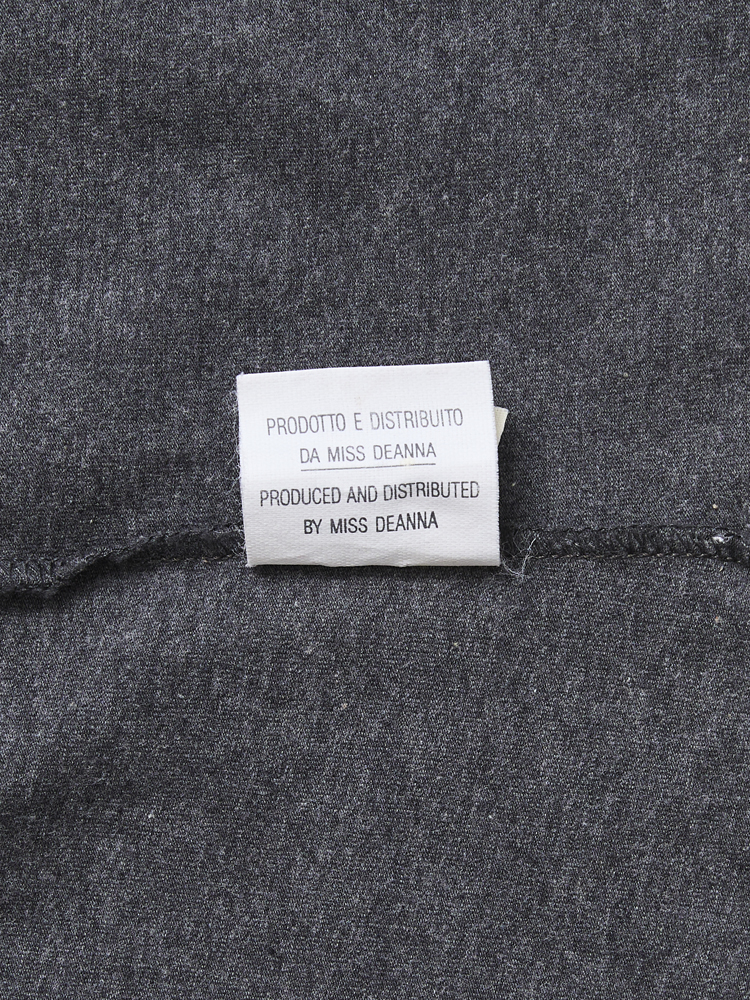 PRODOTTO E DISTRIBUITO
DA MISS DEANNA
PRODUCED AND DISTRIBUTED
BY MISS DEANNA